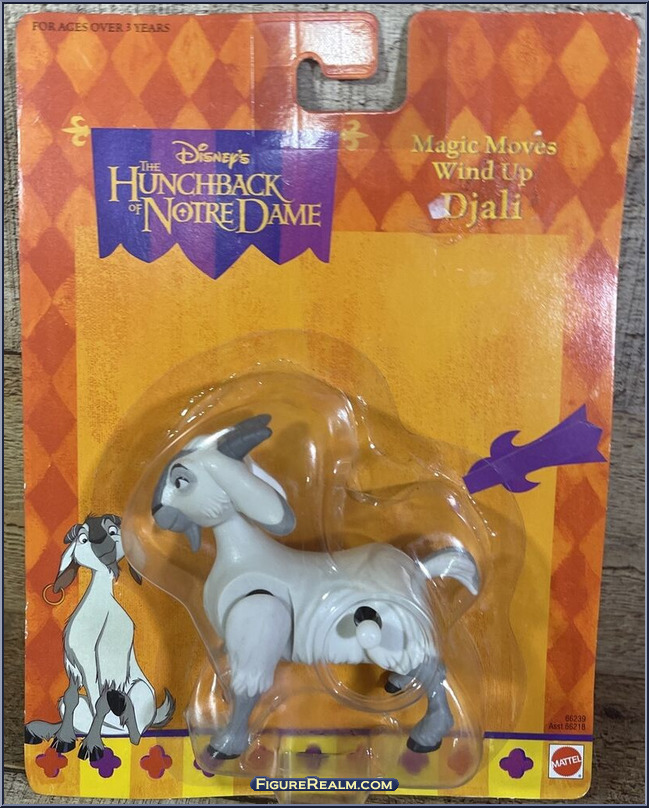 FOR AGES OVER 3 YEARS
Disney's
THE
HUNCHBACK
OF NOTRE DAME
Magic Moves
Wind Up
Djali
66239
Asst 66218
MATTEL
FIGUREREALM.COM